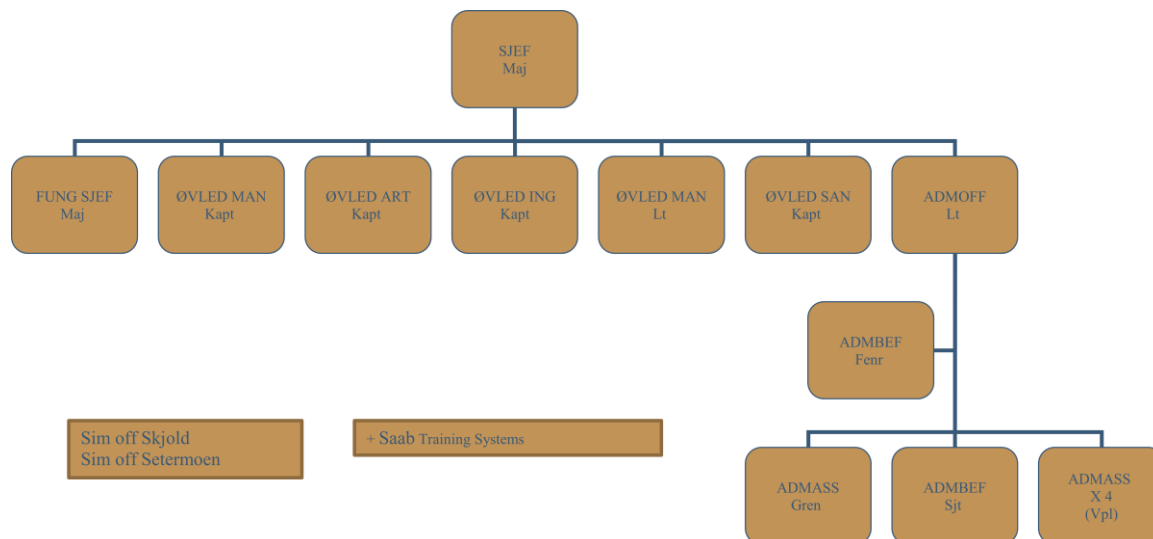 SJEF
Maj
FUNG SJEF
Maj
ØVLED MAN
Kapt
ØVLED ART
Kapt
ØVLED ING
Kapt
ØVLED MAN
Lt
ØVLED SAN
Kapt
ADMOFF
Lt
ADMBEF
Fenr
Sim off Skjold
Sim off Setermoen
+ Saab Training Systems
ADMASS
Gren
ADMBEF
Sjt
ADMASS
X 4
(Vpl)